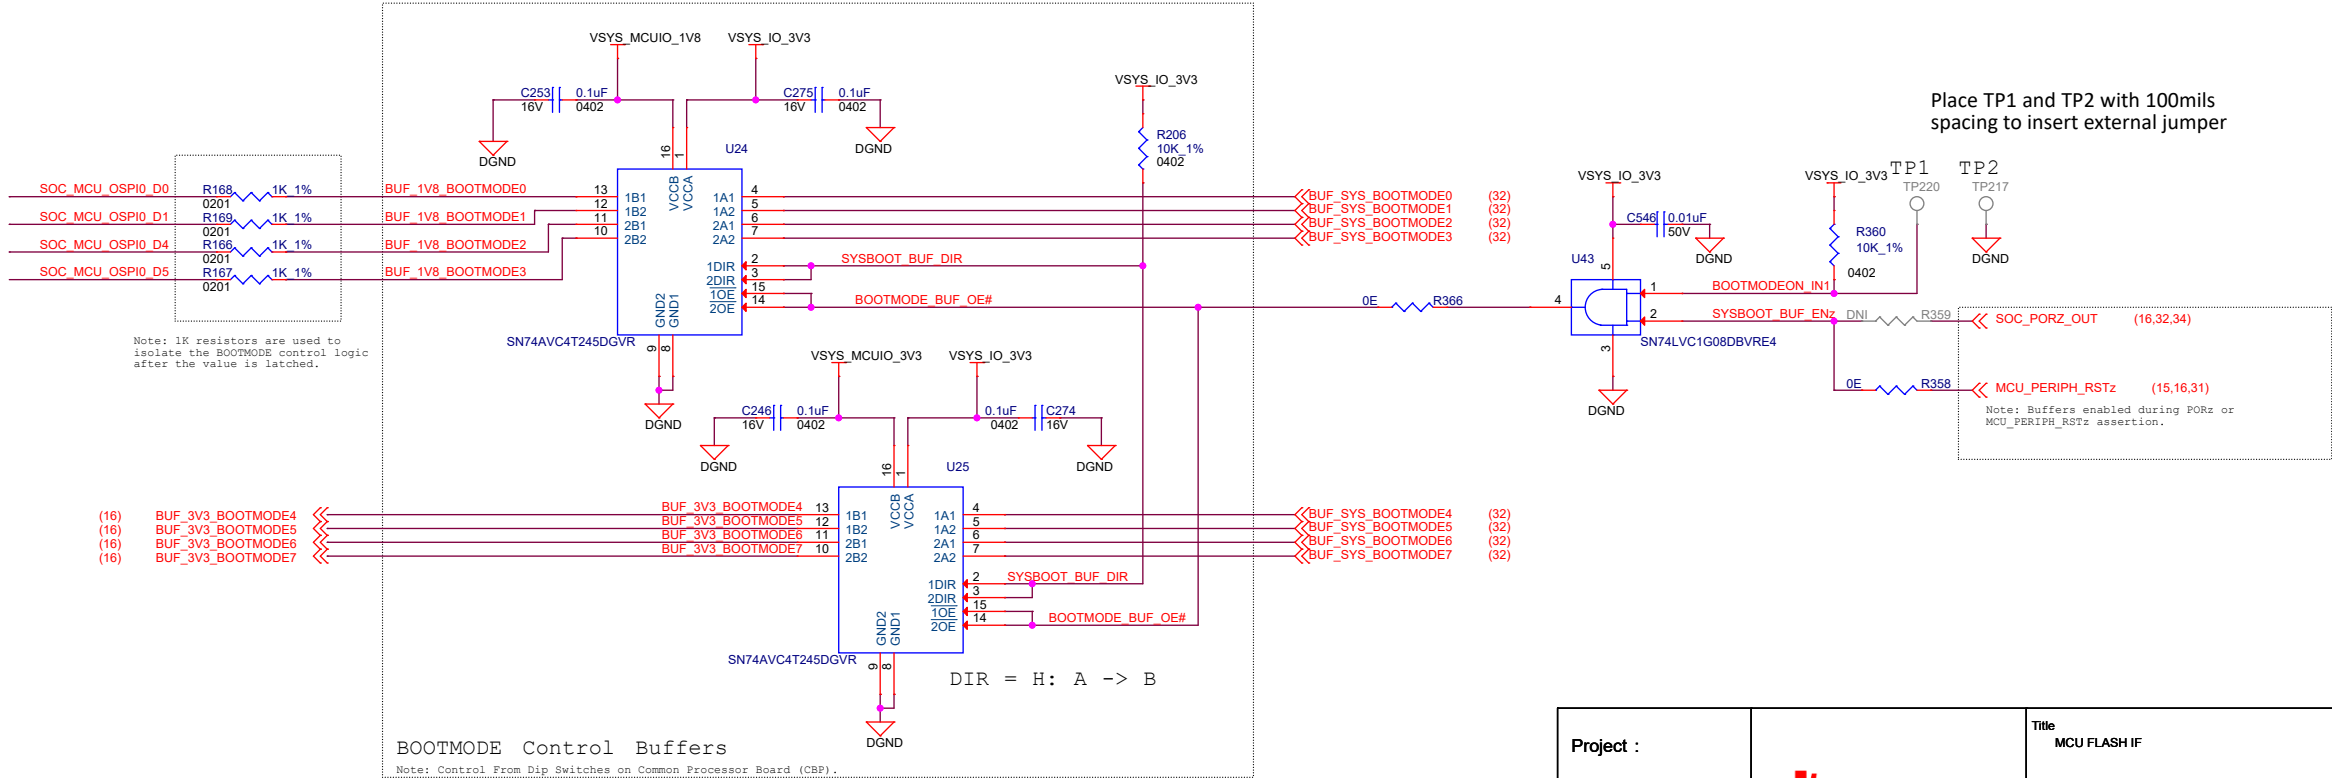 VSYS_MCUIO_1V8
VSYS_IO_3V3
C253
16V
0.1uF
0402
C275
16V
0.1uF
0402
DGND
DGND
VSYS_IO_3V3
R206
10K_1%
0402
U24
16
1
VCCB
VCCA
SOC_MCU_OSPI0_D0
R168
1K_1%
0201
BUF_1V8_BOOTMODE0
13
1B1
1A1
4
BUF_SYS_BOOTMODE0
(32)
SOC_MCU_OSPI0_D1
R169
1K_1%
0201
BUF_1V8_BOOTMODE1
12
1B2
1A2
5
BUF_SYS_BOOTMODE1
(32)
SOC_MCU_OSPI0_D4
R166
1K_1%
0201
BUF_1V8_BOOTMODE2
11
2B1
2A1
6
BUF_SYS_BOOTMODE2
(32)
SOC_MCU_OSPI0_D5
R167
1K_1%
0201
BUF_1V8_BOOTMODE3
10
2B2
2A2
7
BUF_SYS_BOOTMODE3
(32)
1DIR
2
SYSBOOT_BUF_DIR
2DIR
3
1OE
15
2OE
14
BOOTMODE_BUF_OE#
GND2
GND1
9
8
SN74AVC4T245DGVR
DGND
Note: 1K resistors are used to
isolate the BOOTMODE control logic
after the value is latched.
0E
R366
Place TP1 and TP2 with 100mils
spacing to insert external jumper
VSYS_IO_3V3
C546
0.01uF
50V
DGND
VSYS_IO_3V3
TP1
TP220
TP2
TP217
DGND
R360
10K_1%
0402
U43
5
4
1
BOOTMODEON_IN1
2
SYSBOOT_BUF_ENz
DNI
R359
SOC_PORZ_OUT
(16,32,34)
3
SN74LVC1G08DBVRE4
DGND
0E
R358
MCU_PERIPH_RSTz
(15,16,31)
Note: Buffers enabled during PORz or
MCU_PERIPH_RSTz assertion.
VSYS_MCUIO_3V3
VSYS_IO_3V3
C246
16V
0.1uF
0402
0.1uF
0402
C274
16V
DGND
DGND
U25
16
1
VCCB
VCCA
(16)
BUF_3V3_BOOTMODE4
BUF_3V3_BOOTMODE4
13
1B1
1A1
4
BUF_SYS_BOOTMODE4
(32)
(16)
BUF_3V3_BOOTMODE5
BUF_3V3_BOOTMODE5
12
1B2
1A2
5
BUF_SYS_BOOTMODE5
(32)
(16)
BUF_3V3_BOOTMODE6
BUF_3V3_BOOTMODE6
11
2B1
2A1
6
BUF_SYS_BOOTMODE6
(32)
(16)
BUF_3V3_BOOTMODE7
BUF_3V3_BOOTMODE7
10
2B2
2A2
7
BUF_SYS_BOOTMODE7
(32)
1DIR
2
SYSBOOT_BUF_DIR
2DIR
3
1OE
15
2OE
14
BOOTMODE_BUF_OE#
GND2
GND1
9
8
SN74AVC4T245DGVR
DIR = H: A -> B
DGND
BOOTMODE Control Buffers
Note: Control From Dip Switches on Common Processor Board (CBP).
Project :
Title
MCU FLASH IF